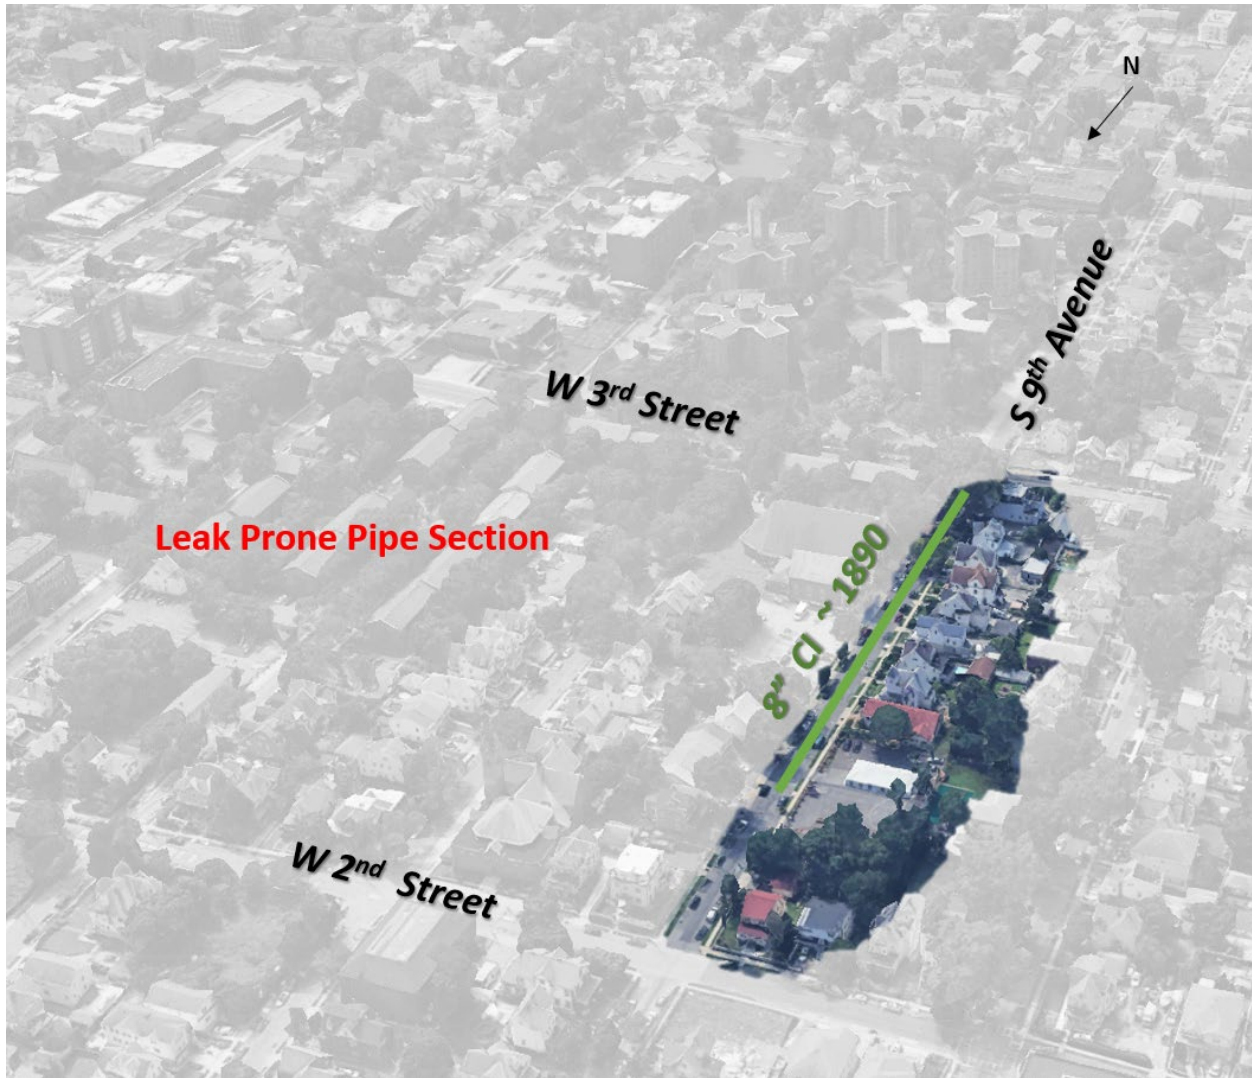 N
S 9th Avenue
W 3rd Street
Leak Prone Pipe Section
8” CI ~ 1890
W 2nd Street